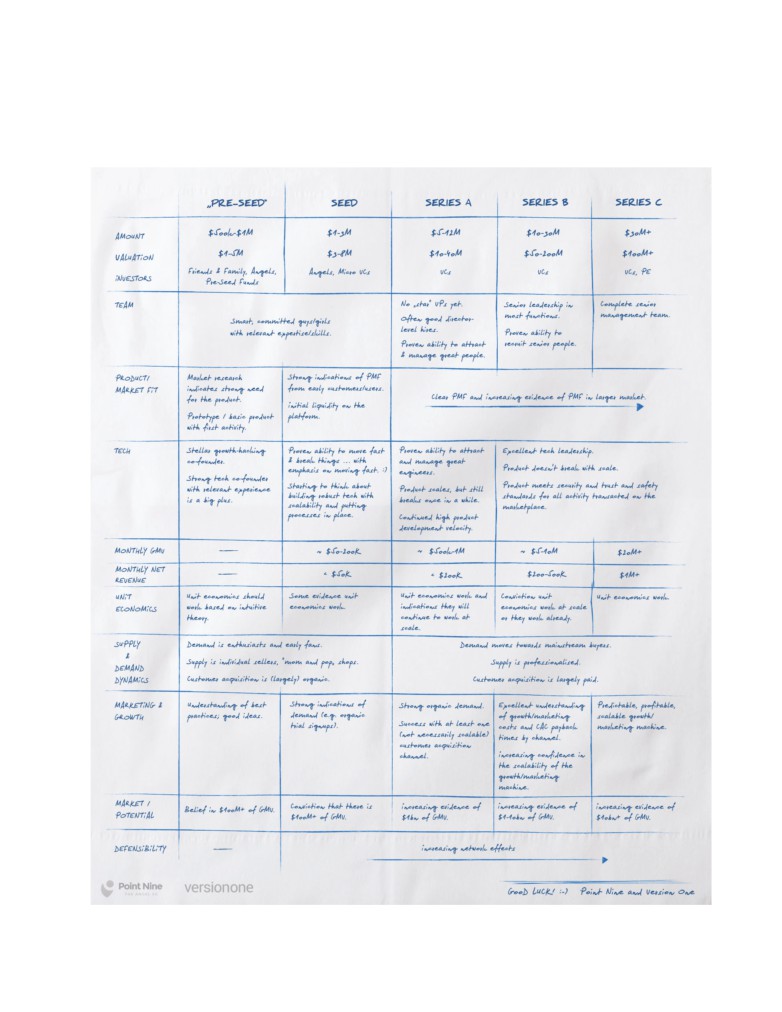 „PRE-SEED" SEED SERIES A SERIES B SERIES C
AMOUNT $500k-$1M $1-3M $5-12M $10-30M $30M+
VALUATION $1-5M $3-8M $10-40M $50-200M $100M+
INVESTORS Friends & Family, Angels, Angels, Micro VCs VCs VCs VCs, PE
Pre-Seed Funds
TEAM
Smart, committed guys/girls
with relevant expertise/skills.
No „star" VPs yet.
Often good director-
level hires.
Proven ability to attract
& manage great people.
Senior leadership in
most functions.
Proven ability to
recruit senior people.
Complete senior
management team.
PRODUCT/
MARKET FIT
Market research
indicates strong need
for the product.
Prototype / basic product
with first activity.
Strong indications of PMF
from early customers/users.
Initial liquidity on the
platform.
Clear PMF and increasing evidence of PMF in larger market.
TECH
Stellar growth-hacking
co-founder.
Strong tech co-founder
with relevant experience
is a big plus.
Proven ability to move fast
& break things ... with
emphasis on moving fast. :)
Starting to think about
building robust tech with
scalability and putting
processes in place.
Proven ability to attract
and manage great
engineers.
Product scales, but still
breaks once in a while.
Continued high product
development velocity.
Excellent tech leadership.
Product doesn't break with scale.
Product meets security and trust and safety
standards for all activity transacted on the
marketplace.
MONTHLY GMV — ~ $50-200k ~ $500k-1M ~ $5-10M $20M+
MONTHLY NET
REVENUE
— < $50k < $200k $200-500k $1M+
UNIT
ECONOMICS
Unit economics should
work based on intuitive
theory.
Some evidence unit
economics work.
Unit economics work and
indications they will
continue to work at
scale.
Conviction unit
economics work at scale
or they work already.
Unit economics work.
SUPPLY
&
DEMAND
DYNAMICS
Demand is enthusiasts and early fans.
Supply is individual sellers, "mom and pop" shops.
Customer acquisition is (largely) organic.
Demand moves towards mainstream buyers.
Supply is professionalised.
Customer acquisition is largely paid.
MARKETING &
GROWTH
Understanding of best
practices; good ideas.
Strong indications of
demand (e.g. organic
trial signups).
Strong organic demand.
Success with at least one
(not necessarily scalable)
customer acquisition
channel.
Excellent understanding
of growth/marketing
costs and CAC payback
times by channel.
Increasing confidence in
the scalability of the
growth/marketing
machine.
Predictable, profitable,
scalable growth/
marketing machine.
MARKET /
POTENTIAL
Belief in $100M+ of GMV.
Conviction that there is
$100M+ of GMV.
Increasing evidence of
$1bn of GMV.
Increasing evidence of
$1-10bn of GMV.
Increasing evidence of
$10bn+ of GMV.
DEFENSIBILITY — Increasing network effects
Point Nine
versionone
GOOD LUCK! :-) Point Nine and Version One